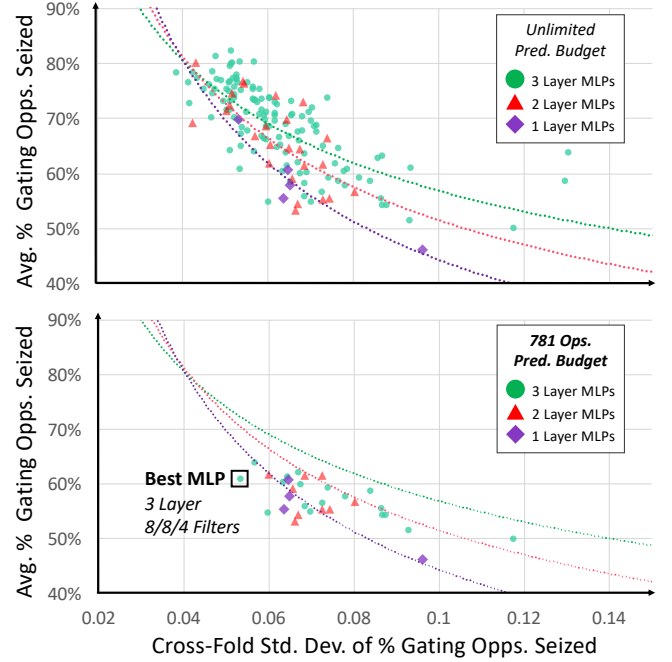 90%
80%
70%
60%
50%
40%
Avg. % Gating Opps. Seized
Unlimited
Pred. Budget
3 Layer MLPs
2 Layer MLPs
1 Layer MLPs
90%
80%
70%
60%
50%
40%
Avg. % Gating Opps. Seized
781 Ops.
Pred. Budget
3 Layer MLPs
2 Layer MLPs
1 Layer MLPs
Best MLP
3 Layer
8/8/4 Filters
0.02 0.04 0.06 0.08 0.1 0.12 0.14
Cross-Fold Std. Dev. of % Gating Opps. Seized